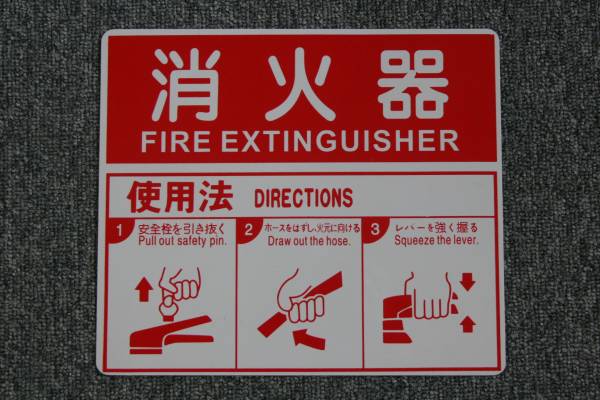 消火器
FIRE EXTINGUISHER
使用法 DIRECTIONS
1 安全栓を引き抜く
Pull out safety pin.
2 ホースをはずし、火元に向ける
Draw out the hose.
3 レバーを強く握る
Squeeze the lever.